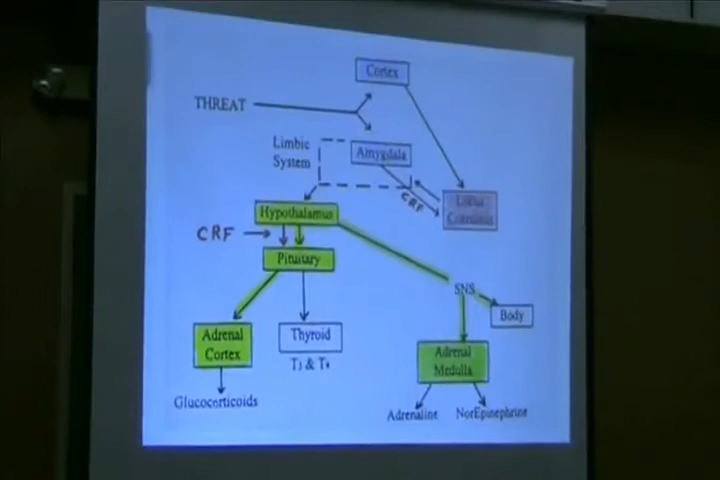 Cortex
THREAT
Limbic
System
Amygdala
CRF
Locus
Coeruleus
Hypothalamus
CRF
Pituitary
SNS
Body
Adrenal
Cortex
Thyroid
T3 & T4
Adrenal
Medulla
Glucocorticoids
Adrenaline
NorEpinephrine